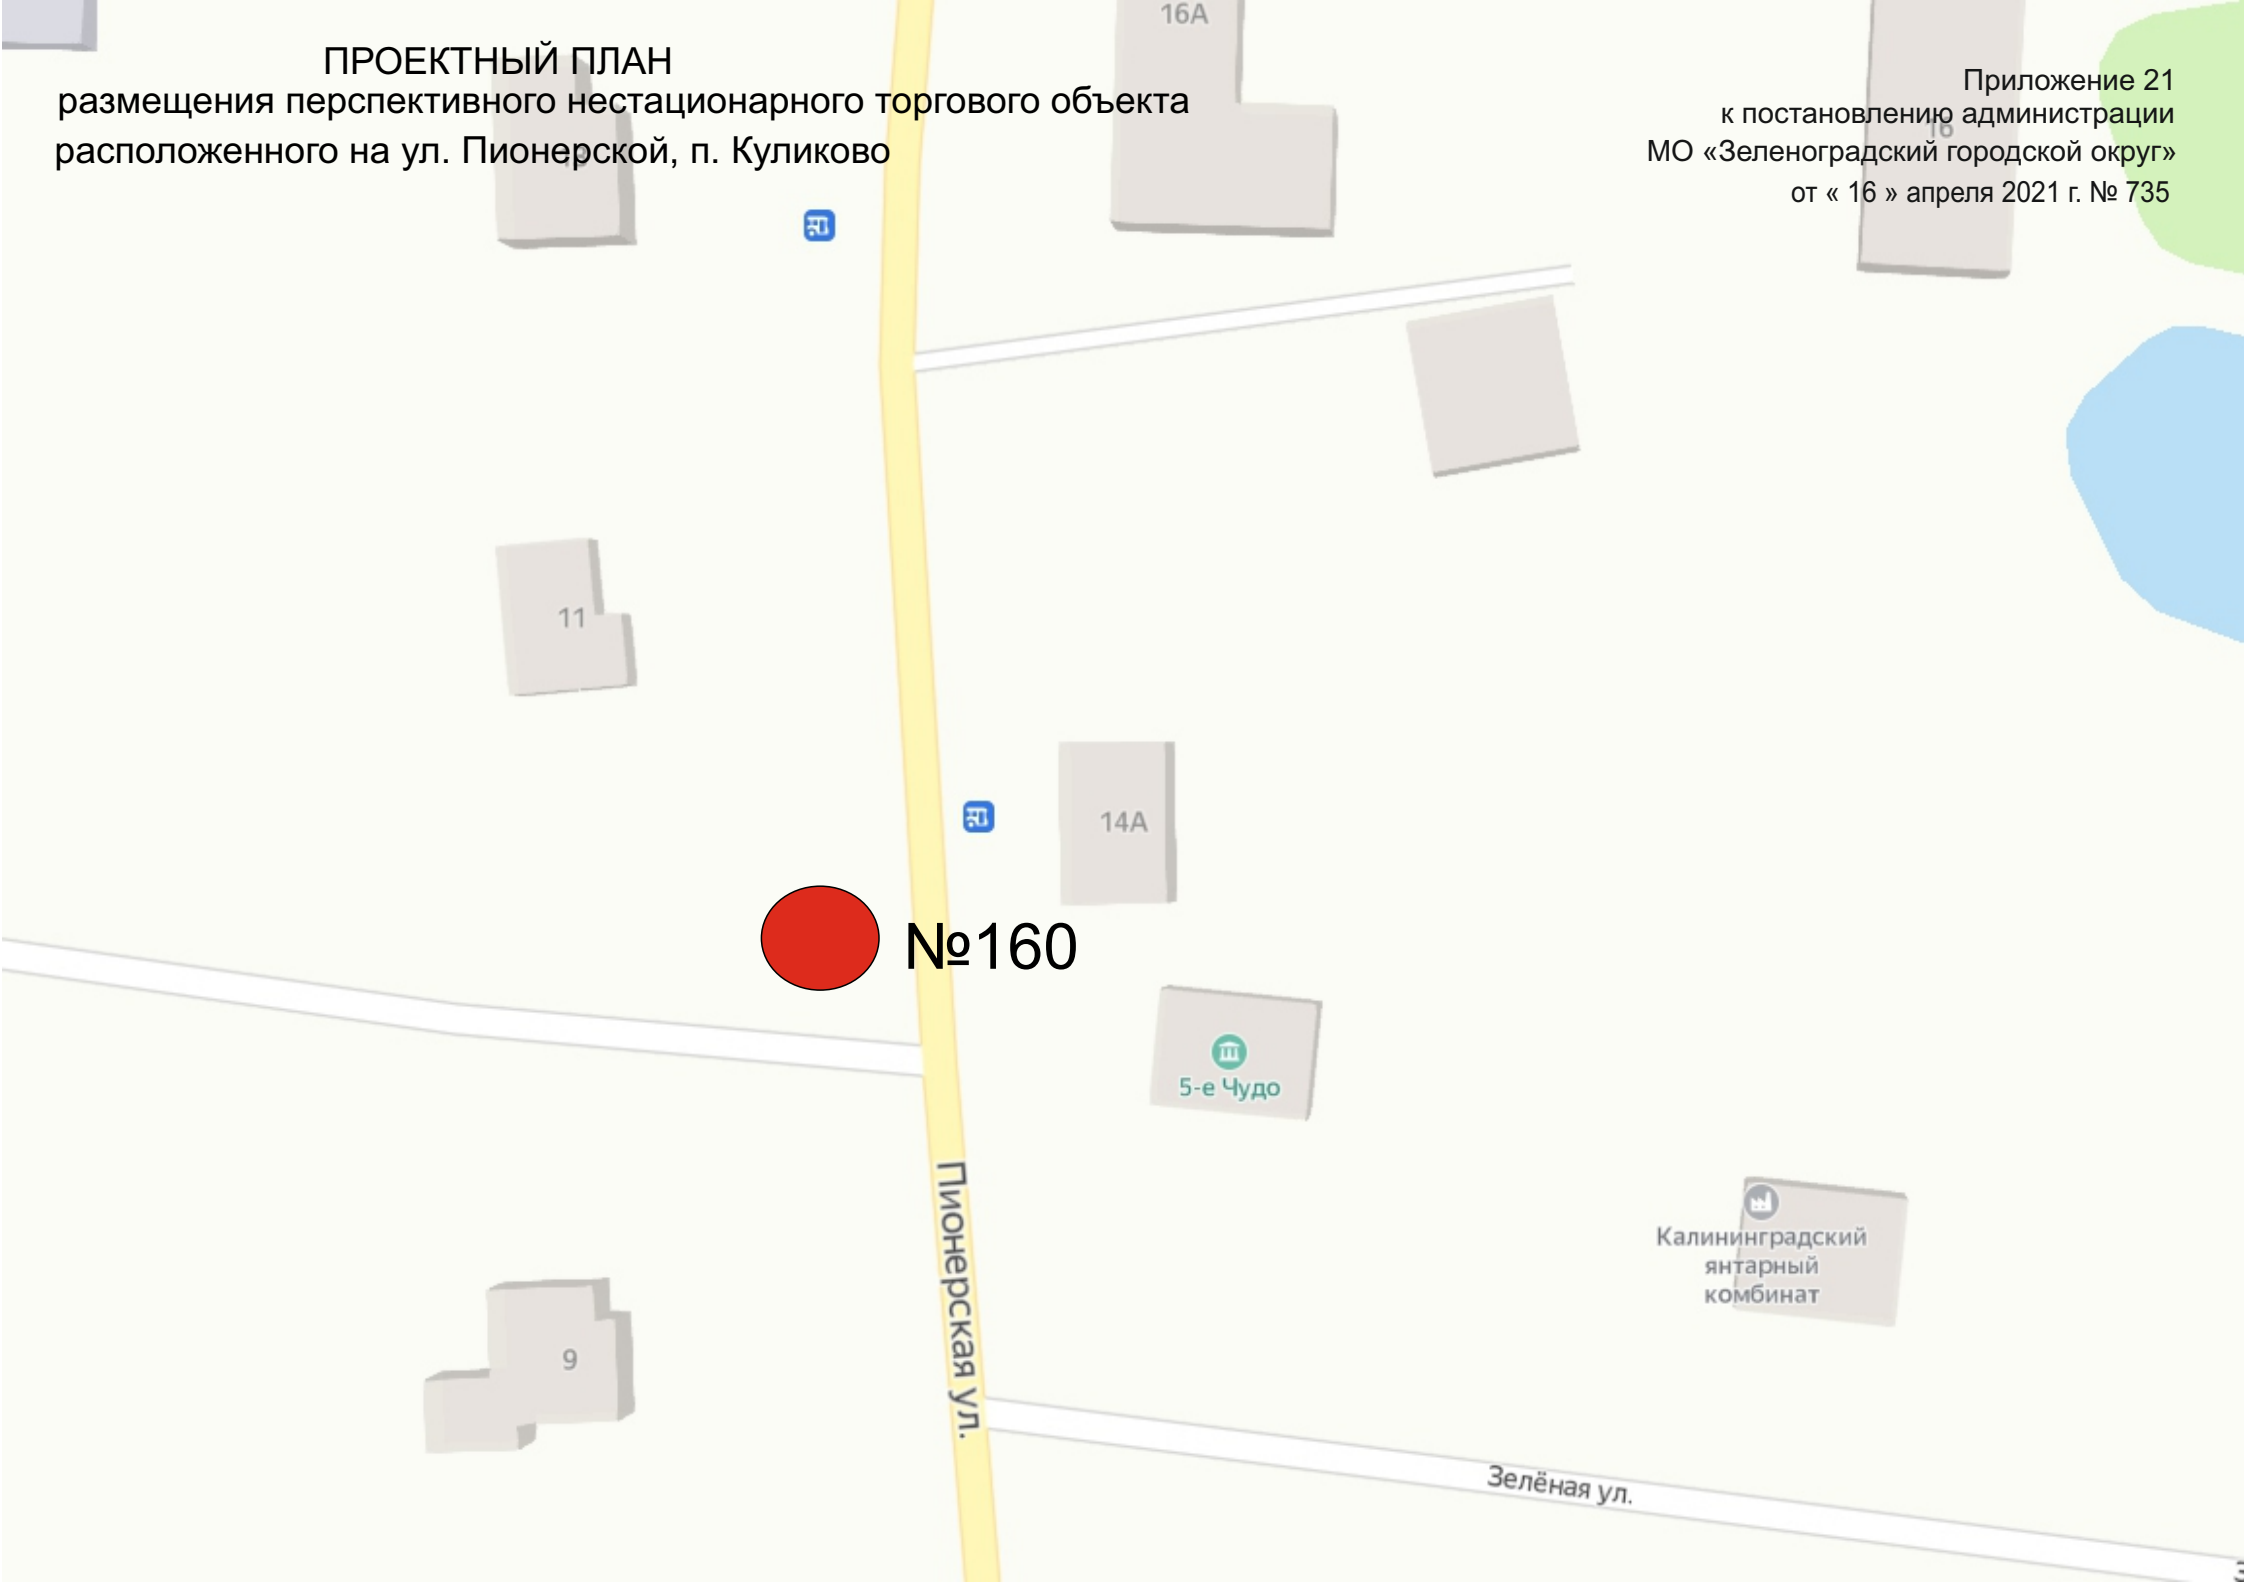 16А
ПРОЕКТНЫЙ ПЛАН
размещения перспективного нестационарного торгового объекта
расположенного на ул. Пионерской, п. Куликово
Приложение 21
к постановлению администрации
МО «Зеленоградский городской округ»
от « 16 » апреля 2021 г. № 735
16
11
14А
№160
5-е Чудо
Пионерская ул.
Калининградский
янтарный
комбинат
9
Зелёная ул.